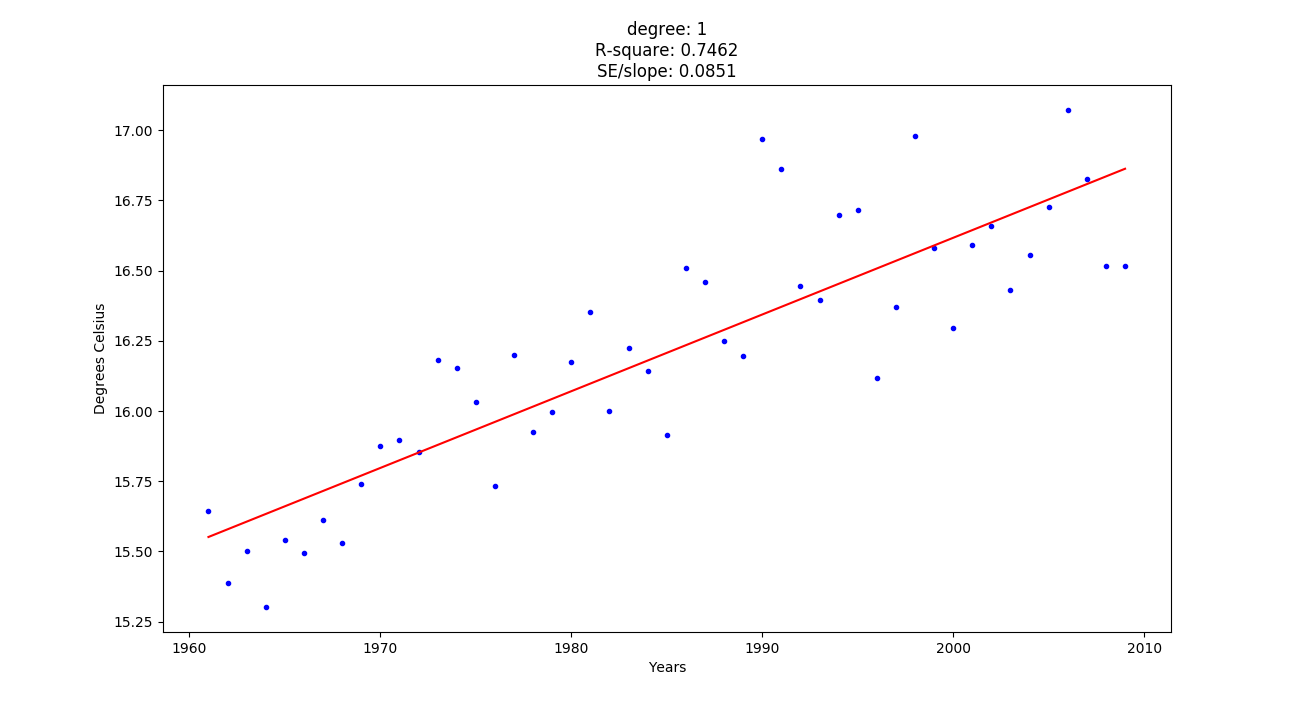 degree: 1
R-square: 0.7462
SE/slope: 0.0851
17.00
16.75
16.50
16.25
16.00
15.75
15.50
15.25
Degrees Celsius
1960 1970 1980 1990 2000 2010
Years